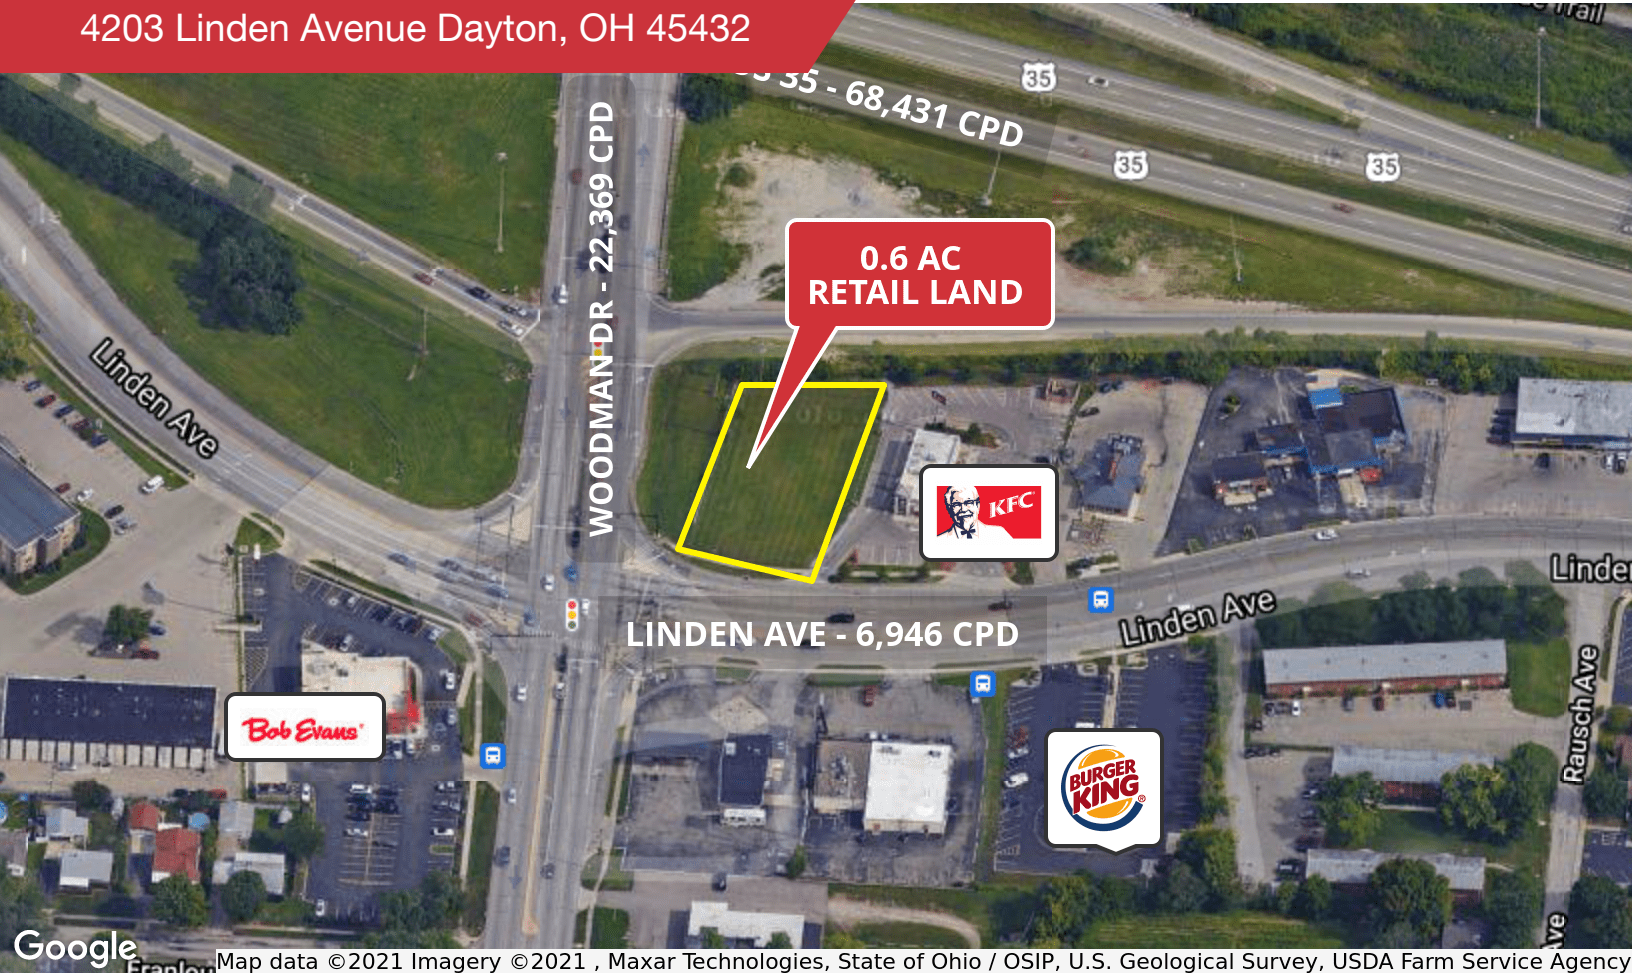 4203 Linden Avenue Dayton, OH 45432
Trail
35
35 - 68,431 CPD
35
35
WOODMAN DR - 22,369 CPD
0.6 AC
RETAIL LAND
Linden Ave
KFC
Linden
Linden Ave
LINDEN AVE - 6,946 CPD
Rausch Ave
Bob Evans
BURGER
KING
®
Ave
Google
Map data ©2021 Imagery ©2021 , Maxar Technologies, State of Ohio / OSIP, U.S. Geological Survey, USDA Farm Service Agency